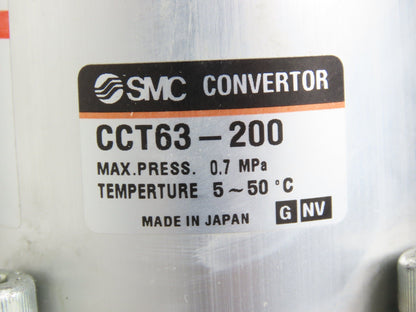 SMC CONVERTOR
CCT63-200
MAX.PRESS. 0.7 MPa
TEMPERTURE 5~50 °C
MADE IN JAPAN G NV